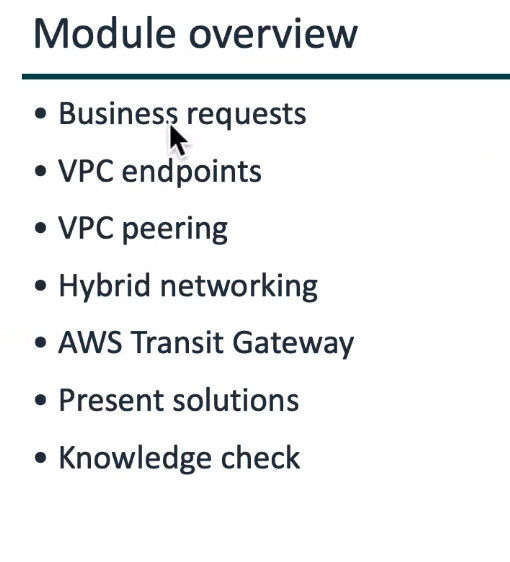 Module overview
• Business requests
• VPC endpoints
• VPC peering
• Hybrid networking
• AWS Transit Gateway
• Present solutions
• Knowledge check